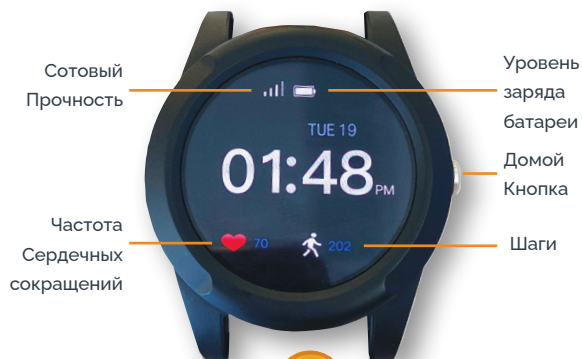 Сотовый
Прочность
Уровень
заряда
батареи
TUE 19
01:48 PM
Домой
Кнопка
Частота
Сердечных
сокращений
70
202
Шаги